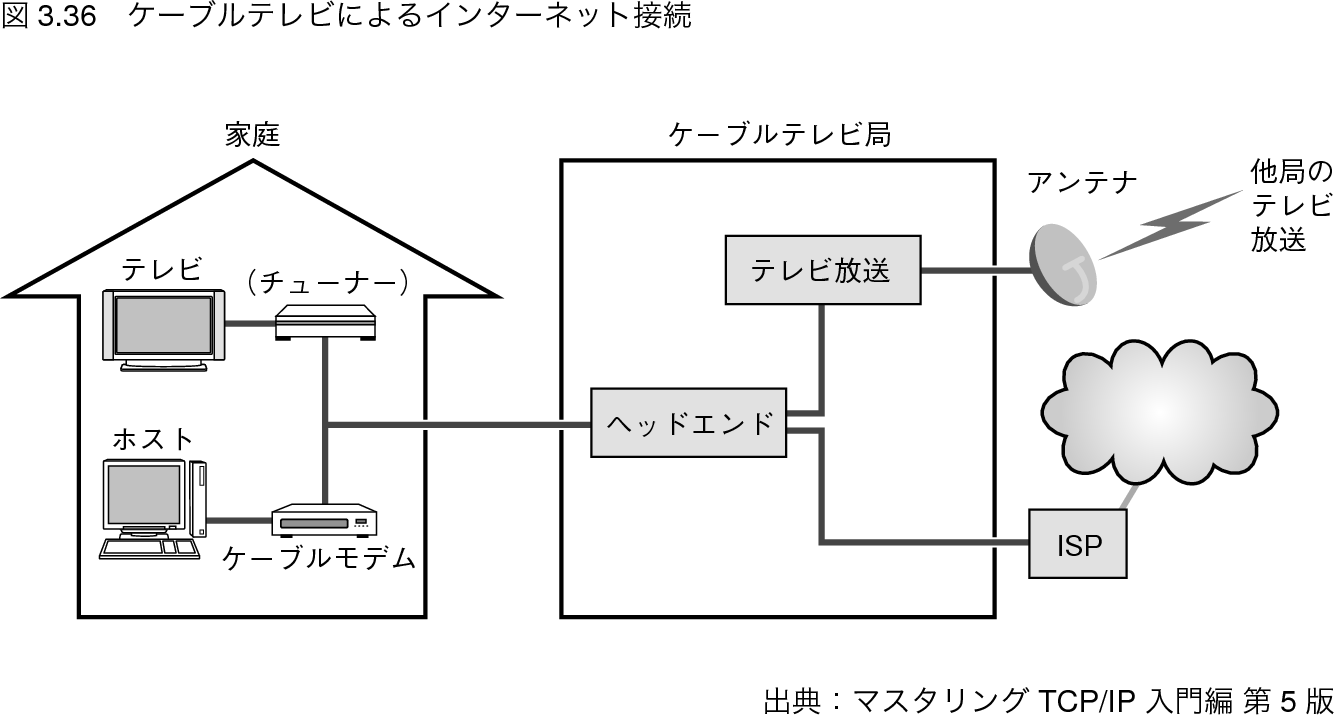 図 3.36　ケーブルテレビによるインターネット接続
家庭
テレビ
（チューナー）
ホスト
ケーブルモデム
ケーブルテレビ局
テレビ放送
ヘッドエンド
アンテナ
他局の
テレビ
放送
ISP
出典：マスタリング TCP/IP 入門編 第 5 版